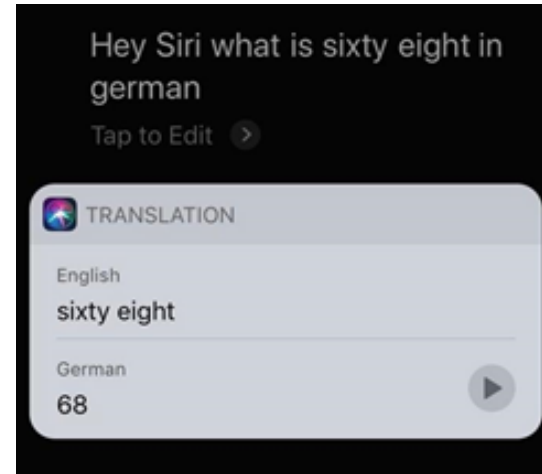 Hey Siri what is sixty eight in
german
Tap to Edit
TRANSLATION
English
sixty eight
German
68